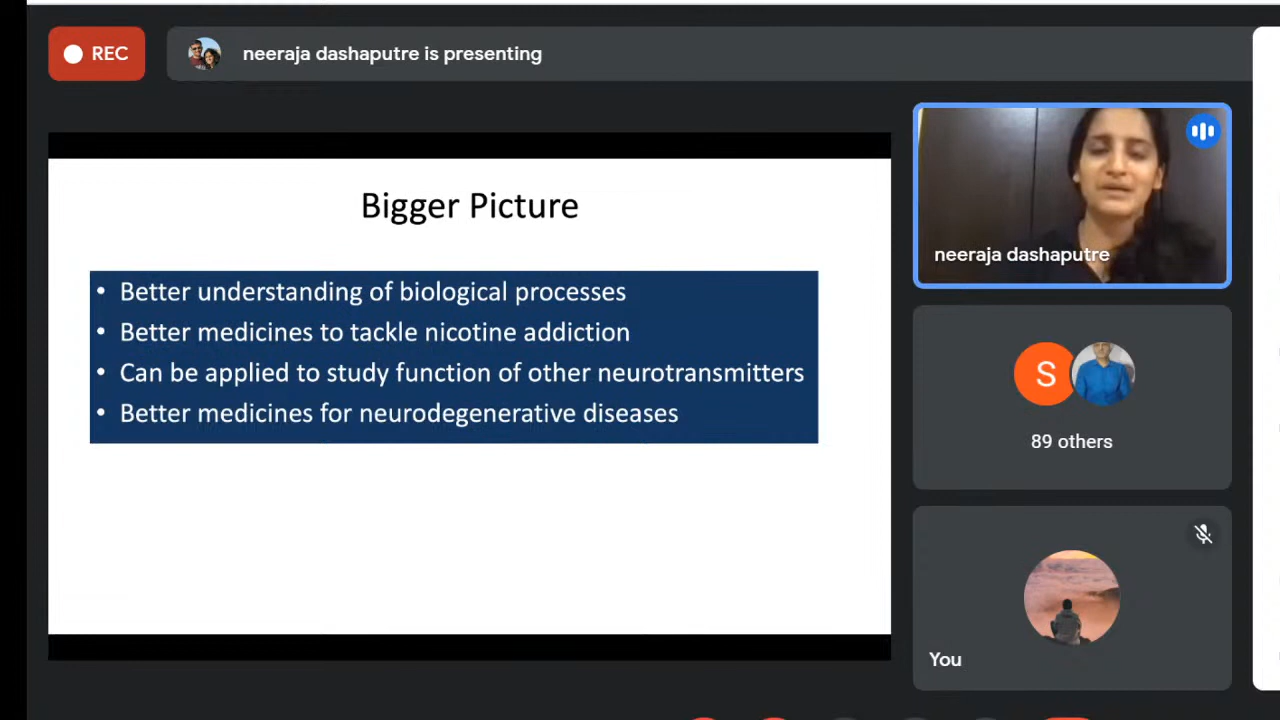 REC
neeraja dashaputre is presenting
Bigger Picture
• Better understanding of biological processes
• Better medicines to tackle nicotine addiction
• Can be applied to study function of other neurotransmitters
• Better medicines for neurodegenerative diseases
neeraja dashaputre
S
89 others
You